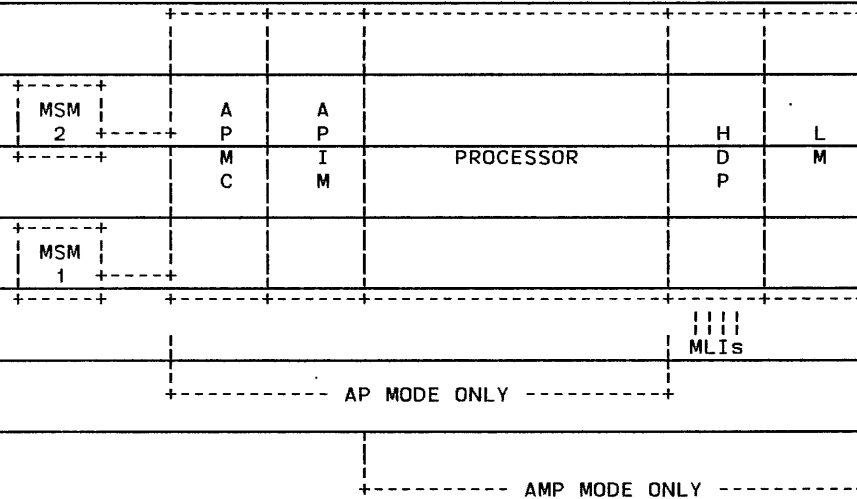 MSM
2
A
P
M
C
A
P
I
M
PROCESSOR
H
D
P
L
M
MSM
1
MLIs
AP MODE ONLY
AMP MODE ONLY